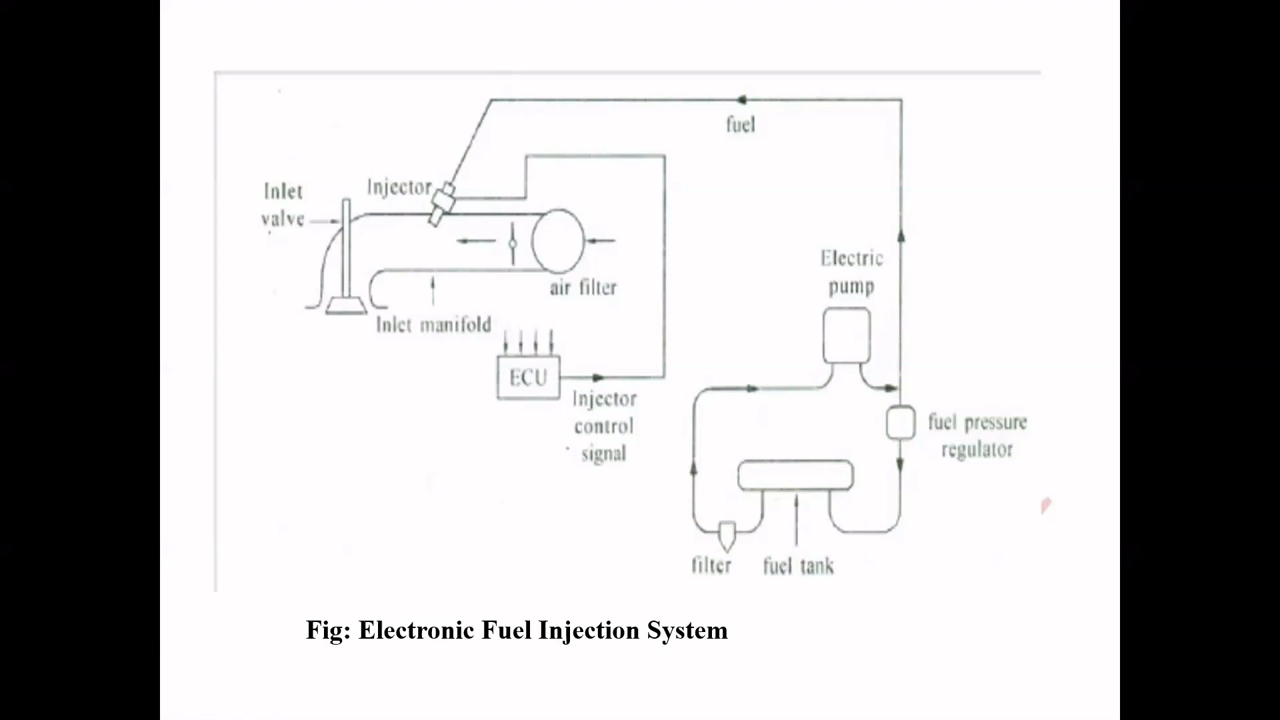 fuel
Injector
Inlet
valve
air filter
Inlet manifold
ECU
Injector
control
signal
Electric
pump
fuel pressure
regulator
filter
fuel tank
Fig: Electronic Fuel Injection System